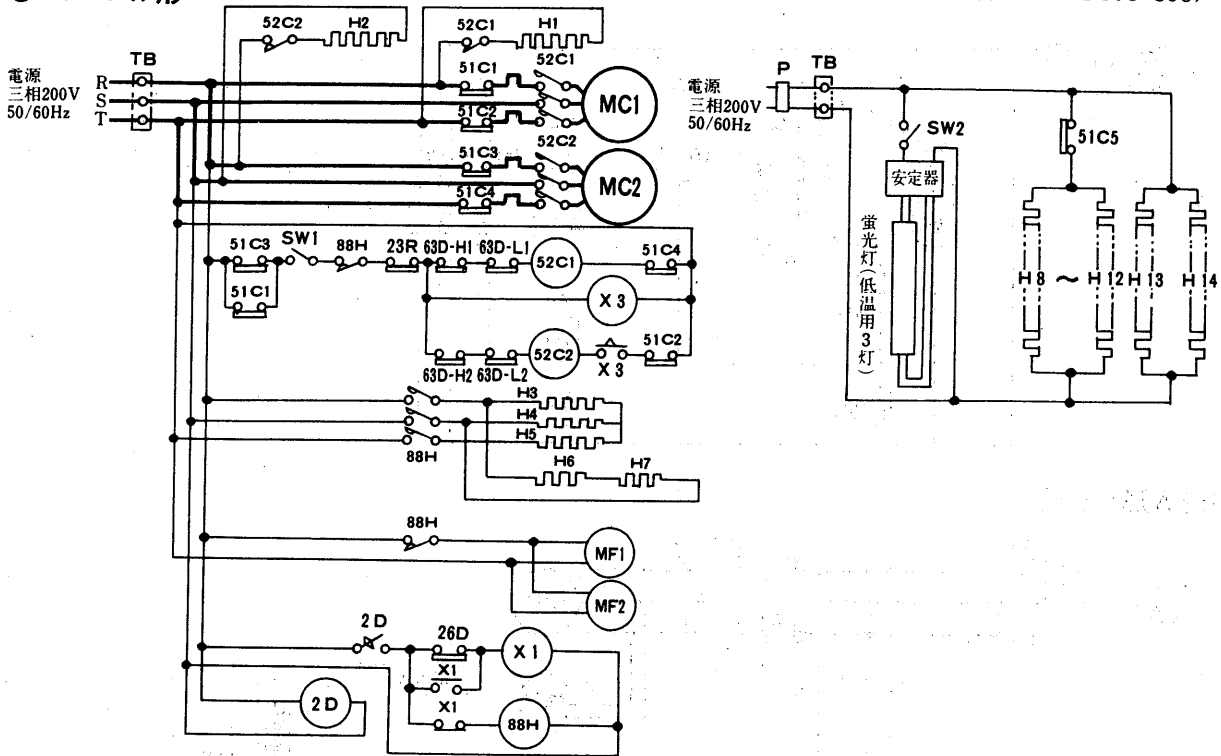 52C2
H2
52C1
H1
TB
電源
三相200V
50/60Hz
R
S
T
51C1
52C1
MC1
51C2
52C2
51C3
MC2
51C4
51C3
SW1
88H
23R
63D-H1
63D-L1
52C1
51C4
51C1
X3
52C2
X3
51C2
63D-H2
63D-L2
H3
H4
H5
88H
H6
H7
88H
MF1
MF2
2D
26D
X1
X1
X1
88H
2D
P
TB
電源
三相200V
50/60Hz
SW2
51C5
安定器
蛍光灯(低温用3灯)
H8 ～ H12
H13
H14